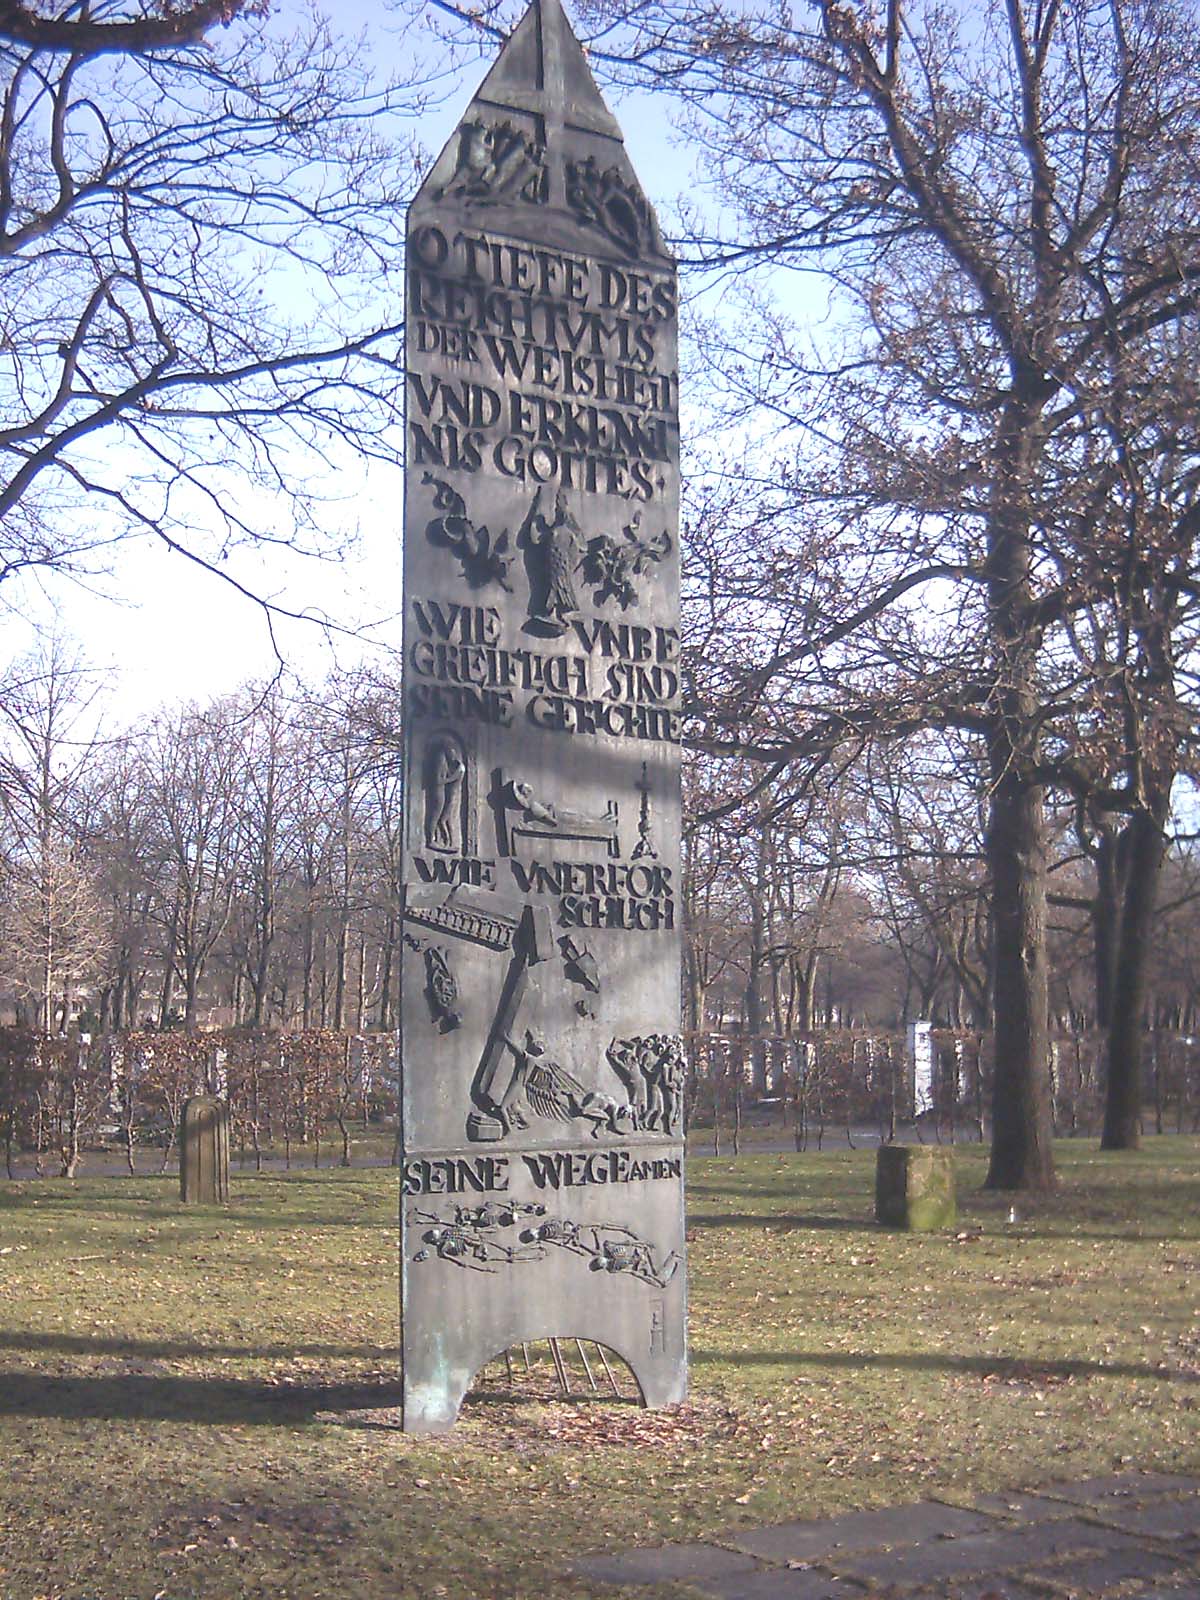 O TIEFE DES
REICHTVMS
DER WEISHEIT
VND ERKENNT
NIS GOTTES·
WIE VNBE
GREIFLICH SIND
SEINE GERICHTE
WIE VNERFOR
SCHLICH
SEINE WEGE AMEN